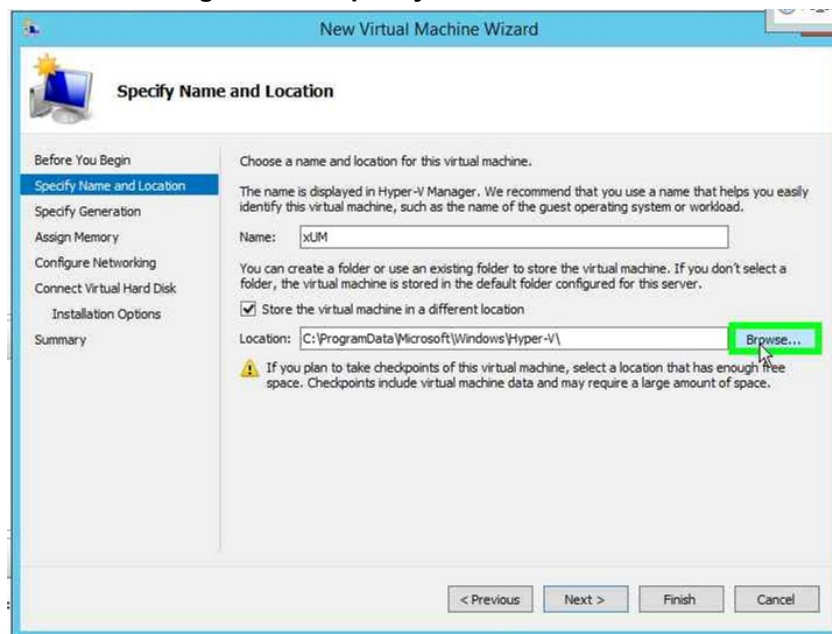 New Virtual Machine Wizard
Specify Name and Location
Before You Begin
Specify Name and Location
Specify Generation
Assign Memory
Configure Networking
Connect Virtual Hard Disk
Installation Options
Summary
Choose a name and location for this virtual machine.
The name is displayed in Hyper-V Manager. We recommend that you use a name that helps you easily
identify this virtual machine, such as the name of the guest operating system or workload.
Name: xUM
You can create a folder or use an existing folder to store the virtual machine. If you don't select a
folder, the virtual machine is stored in the default folder configured for this server.
Store the virtual machine in a different location
Location: C:\ProgramData\Microsoft\Windows\Hyper-V\ Browse...
If you plan to take checkpoints of this virtual machine, select a location that has enough free
space. Checkpoints include virtual machine data and may require a large amount of space.
< Previous Next > Finish Cancel